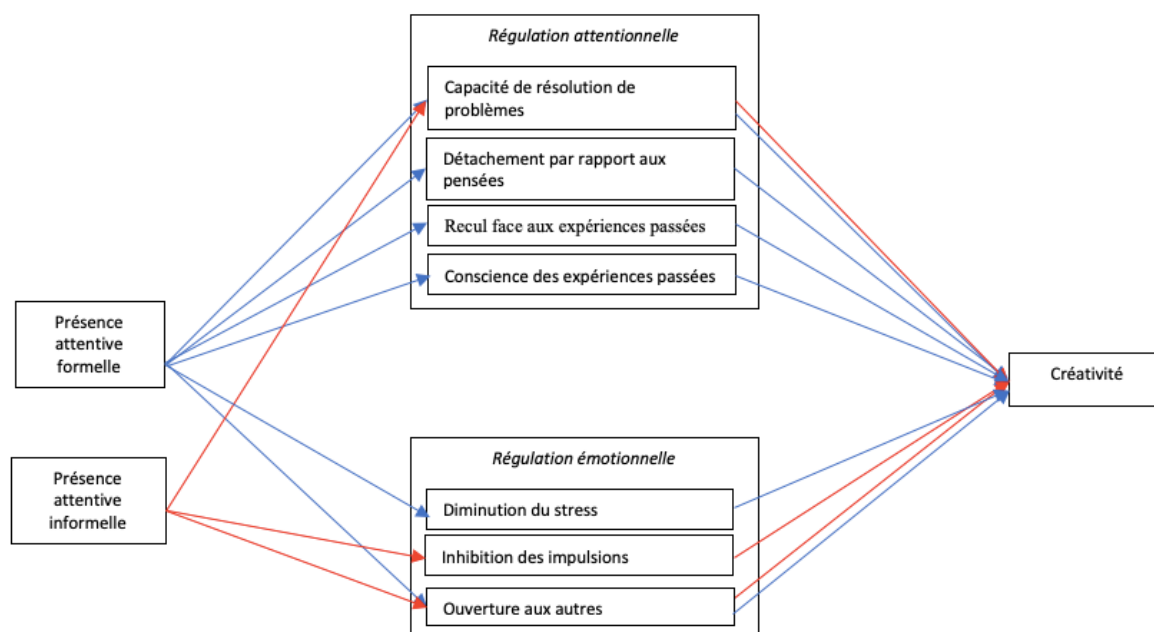 Régulation attentionnelle
Capacité de résolution de
problèmes
Détachement par rapport aux
pensées
Recul face aux expériences passées
Conscience des expériences passées
Présence
attentive
formelle
Créativité
Présence
attentive
informelle
Régulation émotionnelle
Diminution du stress
Inhibition des impulsions
Ouverture aux autres